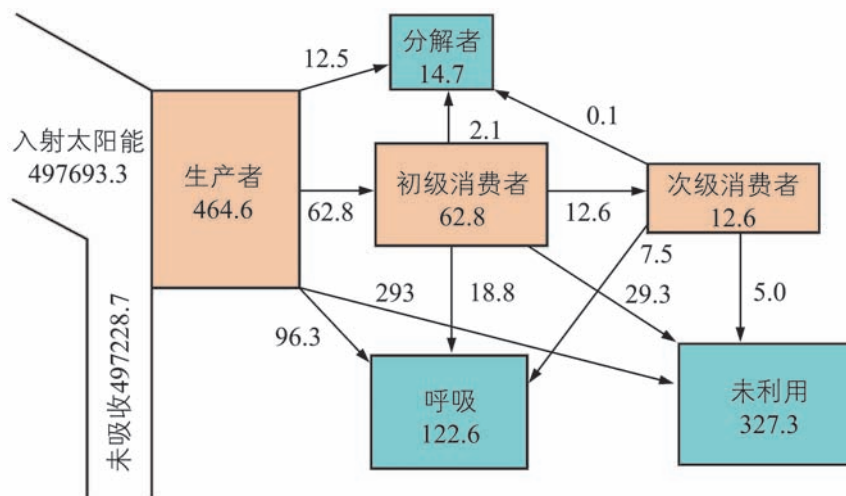 分解者
14.7
12.5
0.1
2.1
入射太阳能
497693.3
生产者
464.6
62.8
初级消费者
62.8
12.6
次级消费者
12.6
7.5
293
18.8
29.3
5.0
96.3
未吸收497228.7
呼吸
122.6
未利用
327.3